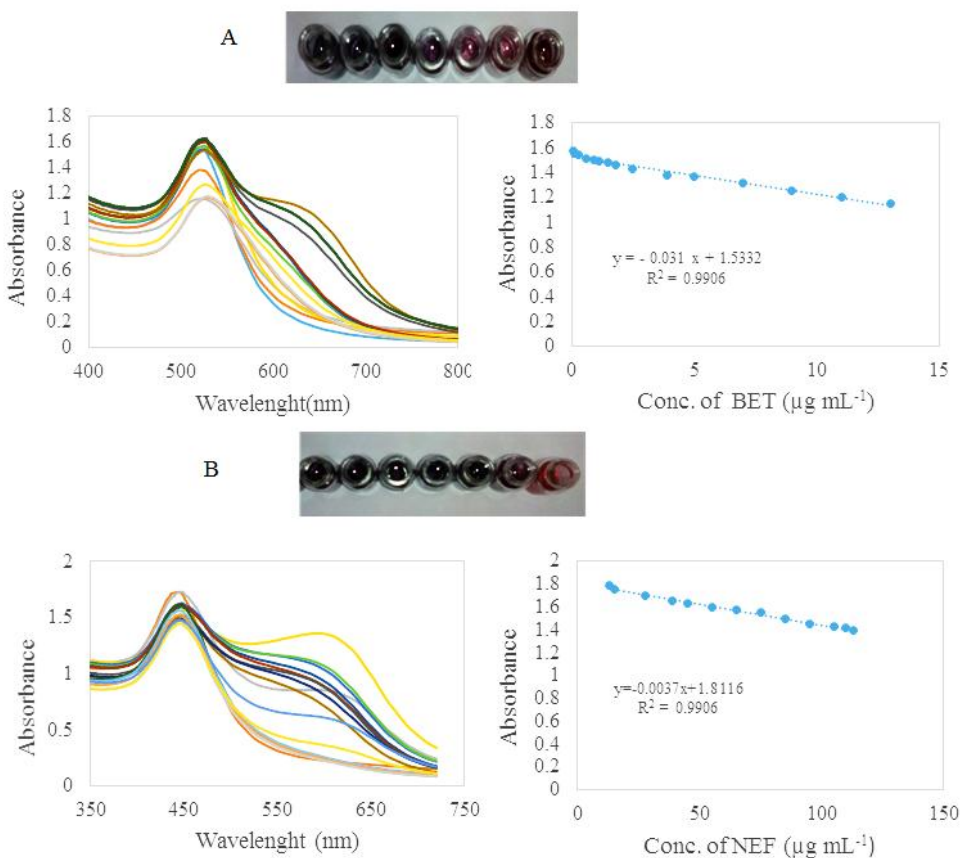 A
1.8
1.6
1.4
1.2
1
0.8
0.6
0.4
0.2
0
Absorbance
400 500 600 700 800
Wavelenght(nm)
1.8
1.6
1.4
1.2
1
0.8
0.6
0.4
0.2
0
Absorbance
y = - 0.031 x + 1.5332
R² = 0.9906
0 5 10 15
Conc. of BET (µg mL⁻¹)
B
2
1.5
1
0.5
0
Absorbance
350 450 550 650 750
Wavelenght (nm)
2
1.8
1.6
1.4
1.2
1
0.8
0.6
0.4
0.2
0
Absorbance
y=-0.0037x+1.8116
R² = 0.9906
0 50 100
Conc. of NEF (µg mL⁻¹)